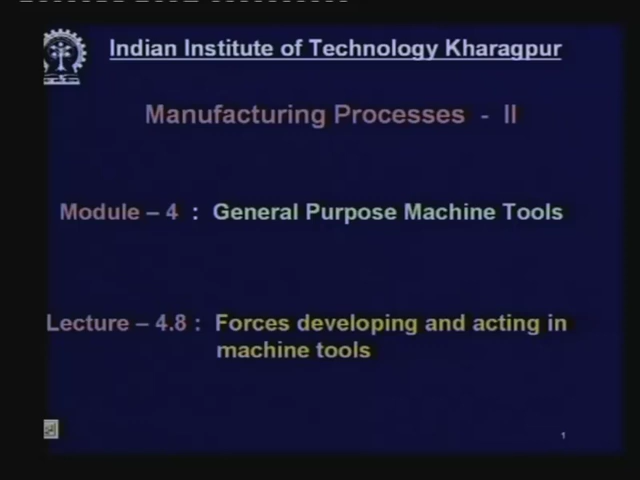 Indian Institute of Technology Kharagpur
Manufacturing Processes - II
Module – 4 : General Purpose Machine Tools
Lecture – 4.8 : Forces developing and acting in
machine tools
1